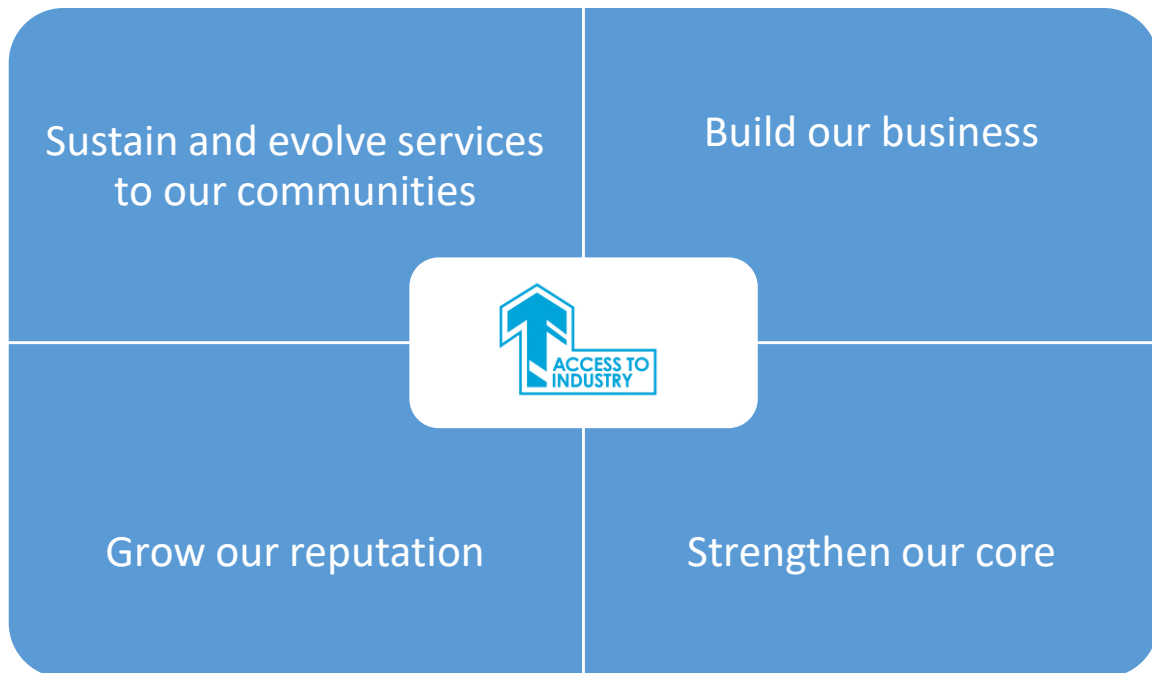 Sustain and evolve services
to our communities
Build our business
ACCESS TO
INDUSTRY
Grow our reputation
Strengthen our core